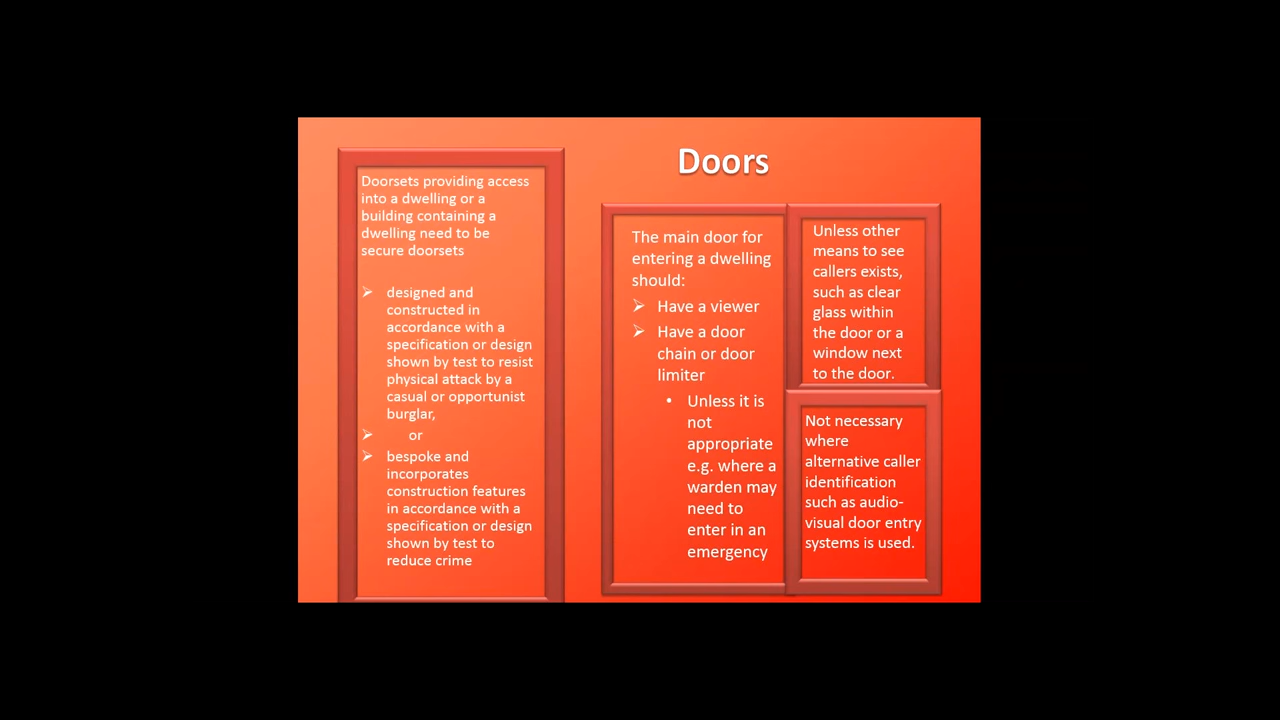 Doors
Doorsets providing access
into a dwelling or a
building containing a
dwelling need to be
secure doorsets
➢ designed and
constructed in
accordance with a
specification or design
shown by test to resist
physical attack by a
casual or opportunist
burglar,
➢ or
➢ bespoke and
incorporates
construction features
in accordance with a
specification or design
shown by test to
reduce crime
The main door for
entering a dwelling
should:
➢ Have a viewer
➢ Have a door
chain or door
limiter
• Unless it is
not
appropriate
e.g. where a
warden may
need to
enter in an
emergency
Unless other
means to see
callers exists,
such as clear
glass within
the door or a
window next
to the door.
Not necessary
where
alternative caller
identification
such as audio-
visual door entry
systems is used.